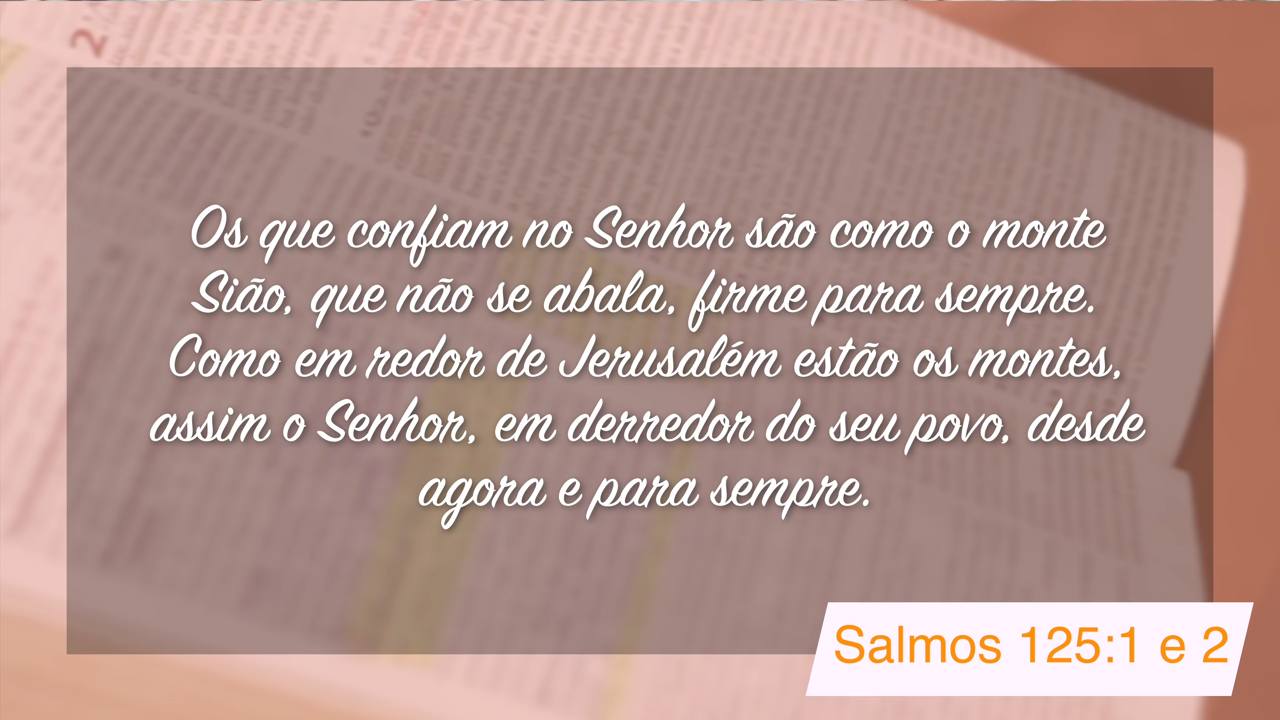 Os que confiam no Senhor são como o monte
Sião, que não se abala, firme para sempre.
Como em redor de Jerusalém estão os montes,
assim o Senhor, em derredor do seu povo, desde
agora e para sempre.
Salmos 125:1 e 2